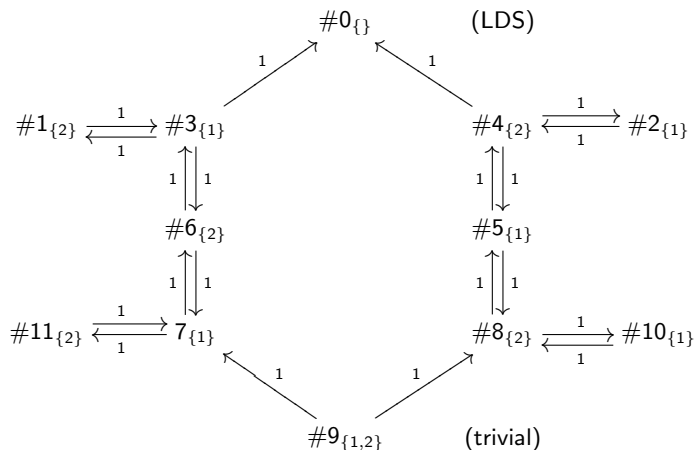 #0{} (LDS)
1 1
1 1
#1{2} #3{1} #4{2} #2{1}
1 1
1 1 1 1
#6{2} #5{1}
1 1 1 1
1 1
#11{2} 7{1} #8{2} #10{1}
1 1
1 1
#9{1,2} (trivial)